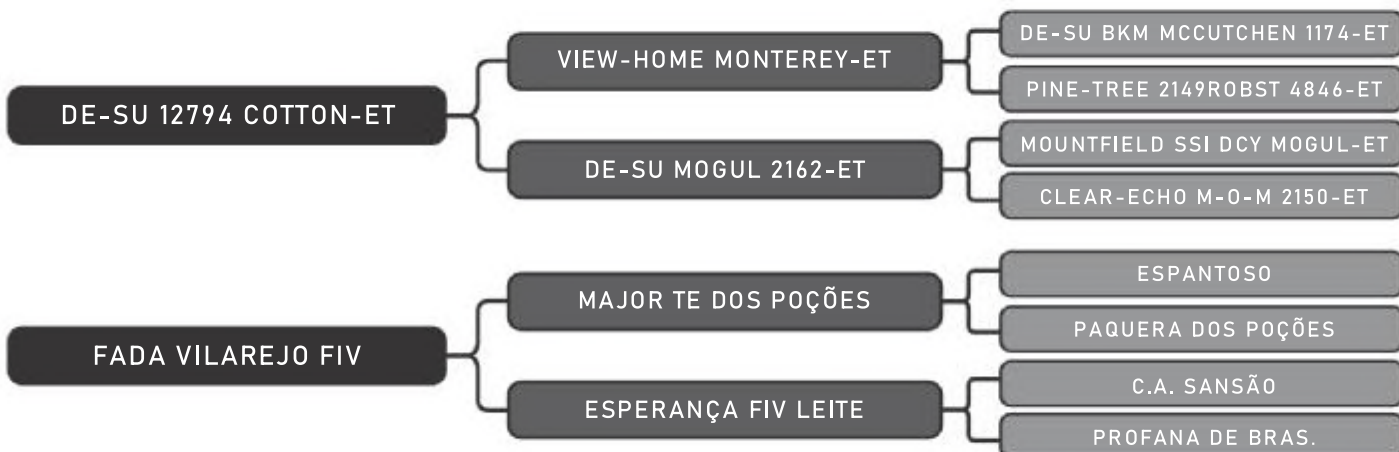 DE-SU 12794 COTTON-ET
VIEW-HOME MONTEREY-ET
DE-SU BKM MCCUTCHEN 1174-ET
PINE-TREE 2149ROBST 4846-ET
DE-SU MOGUL 2162-ET
MOUNTFIELD SSI DCY MOGUL-ET
CLEAR-ECHO M-O-M 2150-ET
FADA VILAREJO FIV
MAJOR TE DOS POÇÕES
ESPANTOSO
PAQUERA DOS POÇÕES
ESPERANÇA FIV LEITE
C.A. SANSÃO
PROFANA DE BRAS.